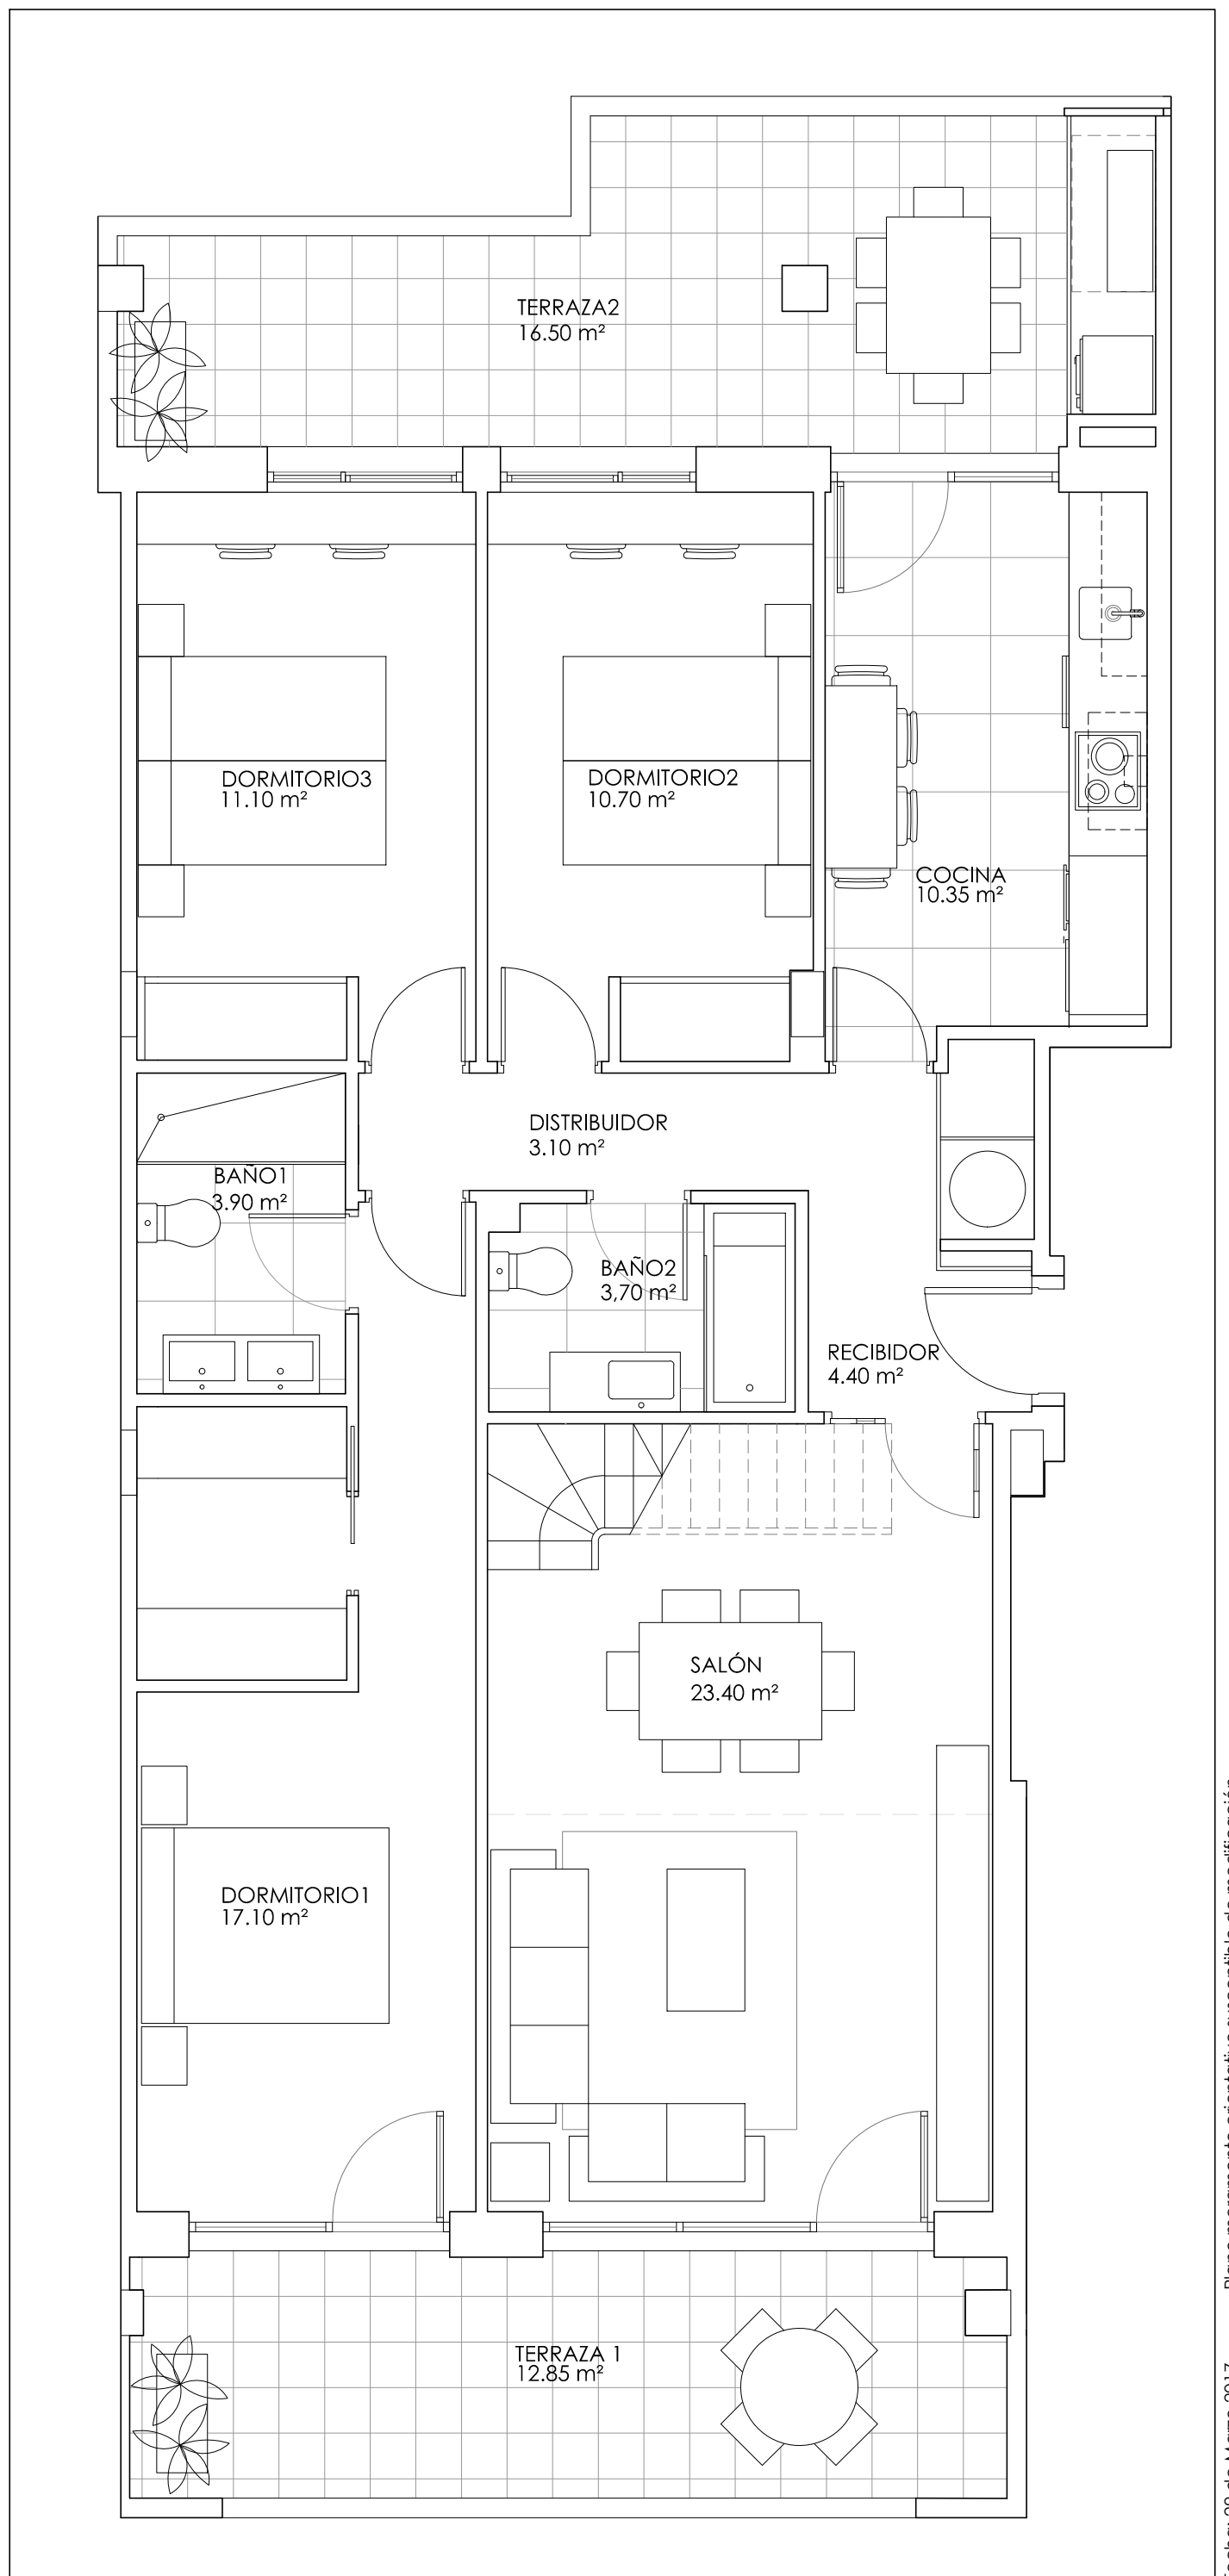 TERRAZA2
16.50 m²
DORMITORIO3
11.10 m²
DORMITORIO2
10.70 m²
COCINA
10.35 m²
DISTRIBUIDOR
3.10 m²
BAÑO1
3.90 m²
BAÑO2
3,70 m²
RECIBIDOR
4.40 m²
SALÓN
23.40 m²
DORMITORIO1
17.10 m²
TERRAZA 1
12.85 m²